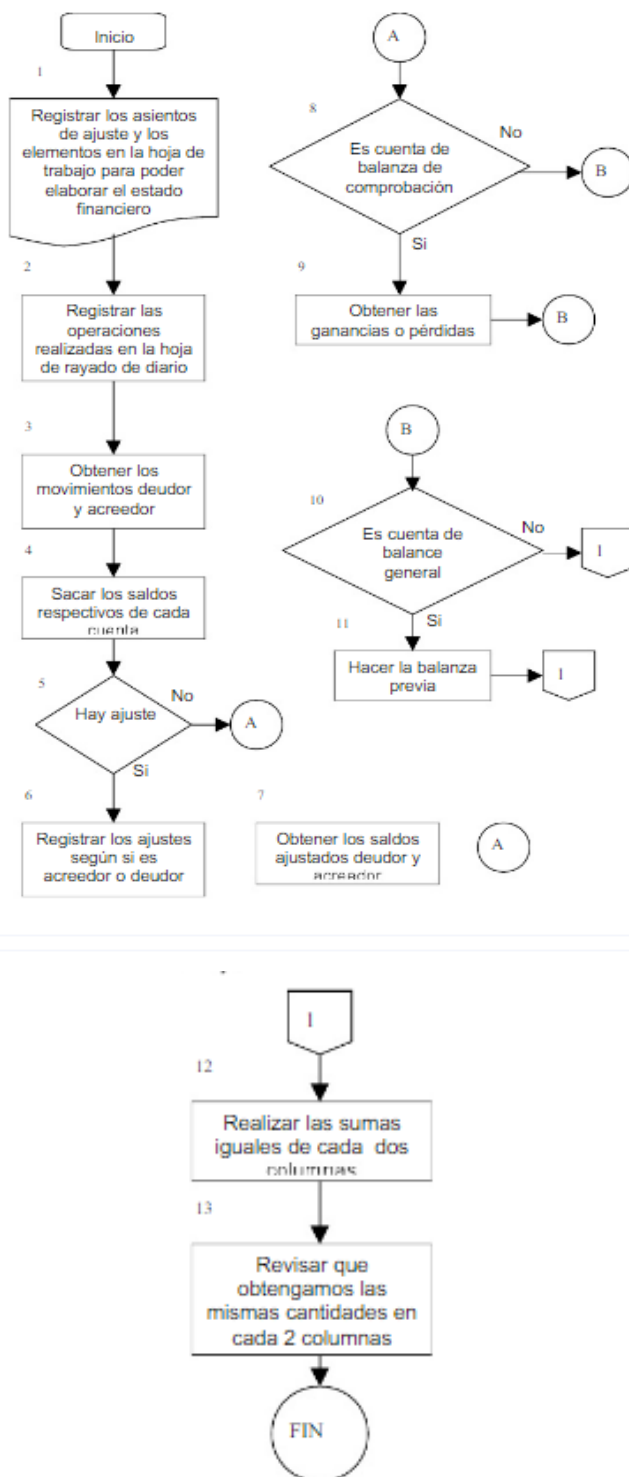 Inicio
1
Registrar los asientos
de ajuste y los
elementos en la hoja de
trabajo para poder
elaborar el estado
financiero
2
Registrar las
operaciones
realizadas en la hoja
de rayado de diario
3
Obtener los
movimientos deudor
y acreedor
4
Sacar los saldos
respectivos de cada
cuenta
5
Hay ajuste
No
A
Si
6
Registrar los ajustes
según si es
acreedor o deudor
7
Obtener los saldos
ajustados deudor y
acreedor
A
A
8
Es cuenta de
balanza de
comprobación
No
B
Si
9
Obtener las
ganancias o pérdidas
B
B
10
Es cuenta de
balance
general
No
1
Si
11
Hacer la balanza
previa
1
1
12
Realizar las sumas
iguales de cada dos
columnas
13
Revisar que
obtengamos las
mismas cantidades en
cada 2 columnas
FIN